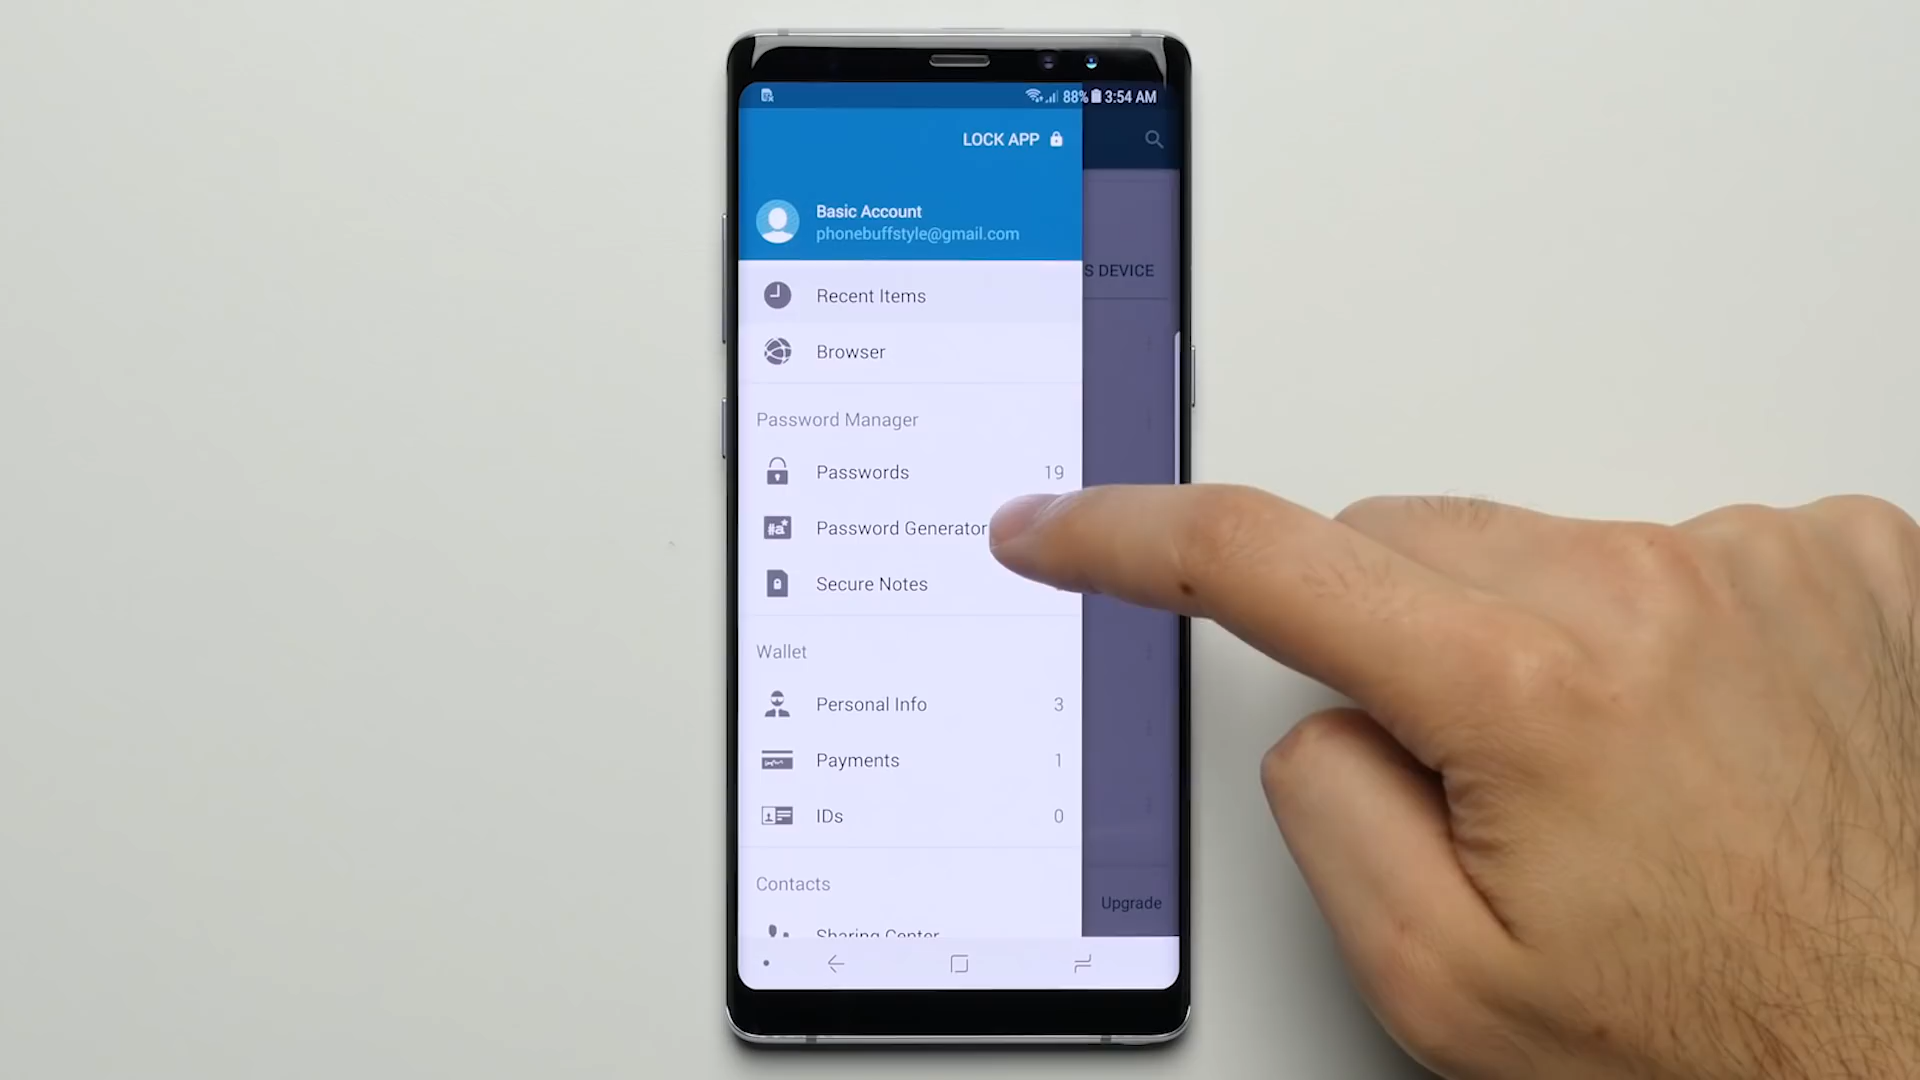 88% 3:54 AM
LOCK APP
Basic Account
phonebuffstyle@gmail.com
S DEVICE
Recent Items
Browser
Password Manager
Passwords 19
#a*
Password Generator
Secure Notes
Wallet
Personal Info 3
Payments 1
IDs 0
Contacts
Upgrade
Sharing Center